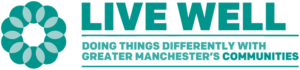 LIVE WELL
DOING THINGS DIFFERENTLY WITH
GREATER MANCHESTER'S COMMUNITIES